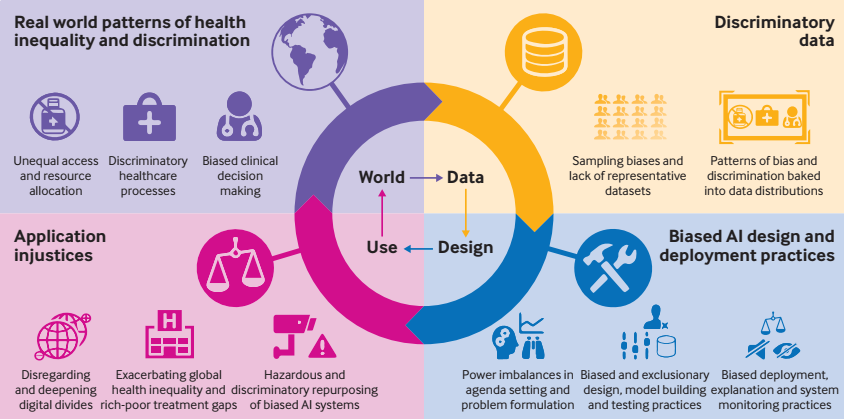 Real world patterns of health
inequality and discrimination
Unequal access
and resource
allocation
Discriminatory
healthcare
processes
Biased clinical
decision
making
Discriminatory
data
Sampling biases and
lack of representative
datasets
Patterns of bias and
discrimination baked
into data distributions
World
Data
Use
Design
Application
injustices
H
Disregarding
and deepening
digital divides
Exacerbating global
health inequality and
rich-poor treatment gaps
Hazardous and
discriminatory repurposing
of biased AI systems
Biased AI design and
deployment practices
Power imbalances in
agenda setting and
problem formulation
Biased and exclusionary
design, model building
and testing practices
Biased deployment,
explanation and system
monitoring practices